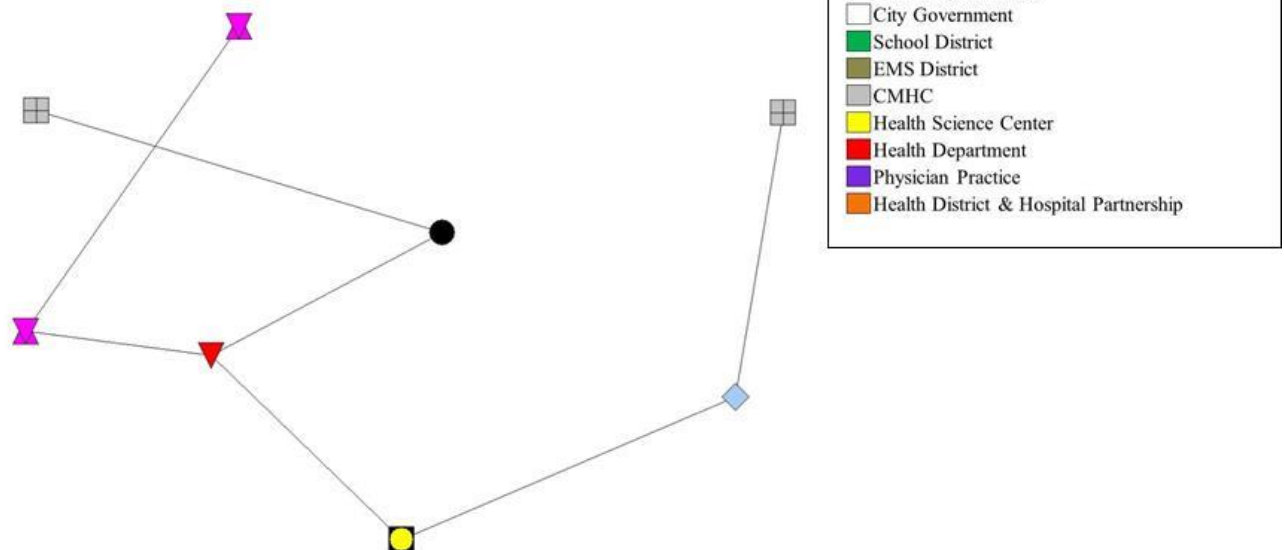 City Government
School District
EMS District
CMHC
Health Science Center
Health Department
Physician Practice
Health District & Hospital Partnership